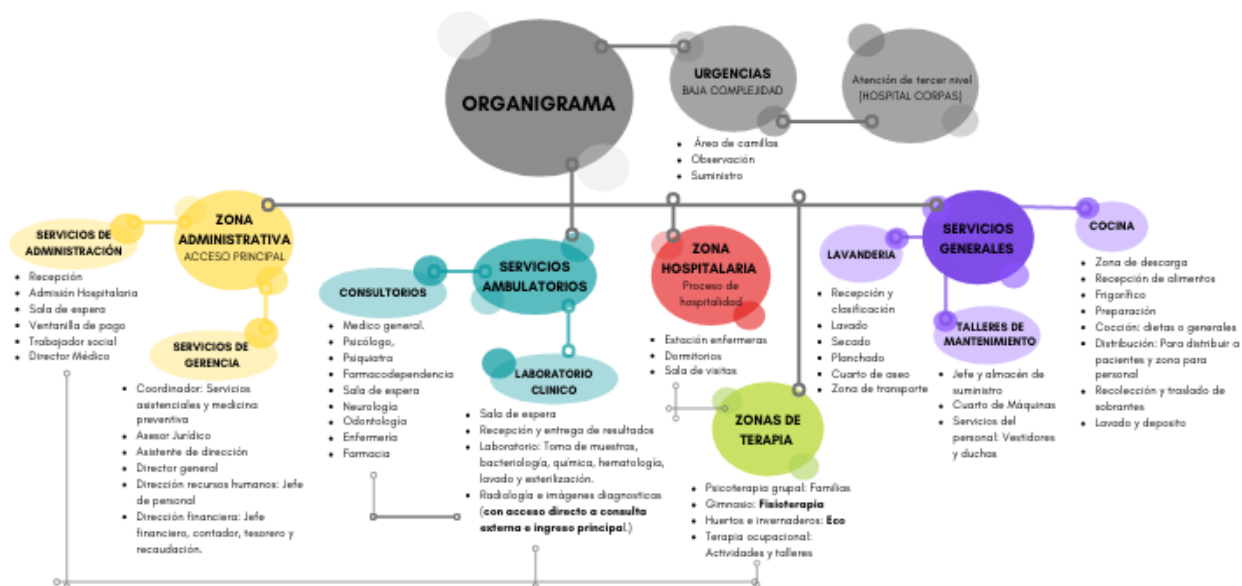 ORGANIGRAMA
URGENCIAS
BAJA COMPLEJIDAD
• Área de camillas
• Observación
• Suministro
Atención de tercer nivel
(HOSPITAL CORPAS)
ZONA
ADMINISTRATIVA
ACCESO PRINCIPAL
SERVICIOS DE
ADMINISTRACIÓN
• Recepción
• Admisión Hospitalaria
• Sala de espera
• Ventanilla de pago
• Trabajador social
• Director Médico
SERVICIOS DE
GERENCIA
• Coordinador: Servicios
asistenciales y medicina
preventiva
• Asesor Jurídico
• Asistente de dirección
• Director general
• Dirección recursos humanos: Jefe
de personal
• Dirección financiera: Jefe
financiero, contador, tesorero y
recaudación.
SERVICIOS
AMBULATORIOS
CONSULTORIOS
• Medico general.
• Psicólogo,
• Psiquiatra
• Farmacodependencia
• Sala de espera
• Neurología
• Odontología
• Enfermería
• Farmacia
LABORATORIO
CLINICO
• Sala de espera
• Recepción y entrega de resultados
• Laboratorio: Toma de muestras,
bacteriología, química, hematología,
lavado y esterilización.
• Radiología e imágenes diagnosticas
(con acceso directo a consulta
externa e ingreso principal.)
ZONA
HOSPITALARIA
Proceso de
hospitalidad
• Estación enfermeras
• Dormitorios
• Sala de visitas
ZONAS DE
TERAPIA
• Psicoterapia grupal: Familias
• Gimnasio: Fisioterapia
• Huertos e invernaderos: Eco
• Terapia ocupacional:
Actividades y talleres
SERVICIOS
GENERALES
LAVANDERIA
• Recepción y
clasificación
• Lavado
• Secado
• Planchado
• Cuarto de aseo
• Zona de transporte
TALLERES DE
MANTENIMIENTO
• Jefe y almacén de
suministro
• Cuarto de Máquinas
• Servicios del
personal: Vestidores
y duchas
COCINA
• Zona de descarga
• Recepción de alimentos
• Frigorífico
• Preparación
• Cocción: dietas o generales
• Distribución: Para distribuir a
pacientes y zona para
personal
• Recolección y traslado de
sobrantes
• Lavado y deposito